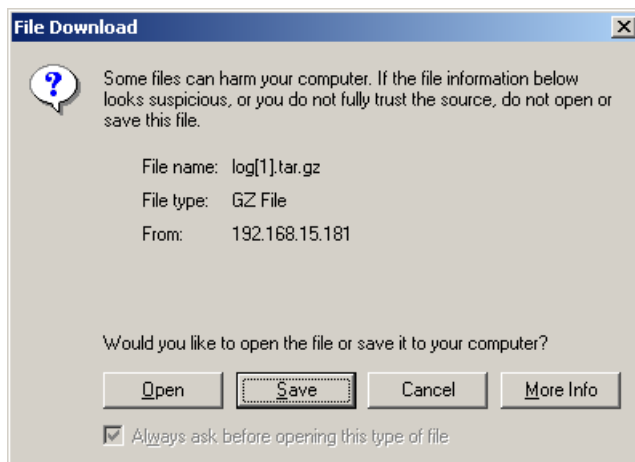 File Download
Some files can harm your computer. If the file information below
looks suspicious, or you do not fully trust the source, do not open or
save this file.
File name: log[1].tar.gz
File type: GZ File
From: 192.168.15.181
Would you like to open the file or save it to your computer?
Open Save Cancel More Info
Always ask before opening this type of file